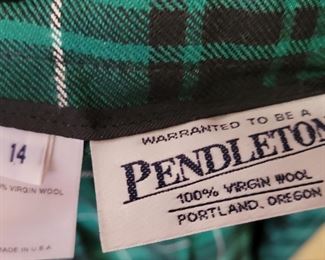 14
% VIRGIN WOOL
MADE IN U.S.A.
WARRANTED TO BE A
PENDLETON
100% VIRGIN WOOL
PORTLAND, OREGON